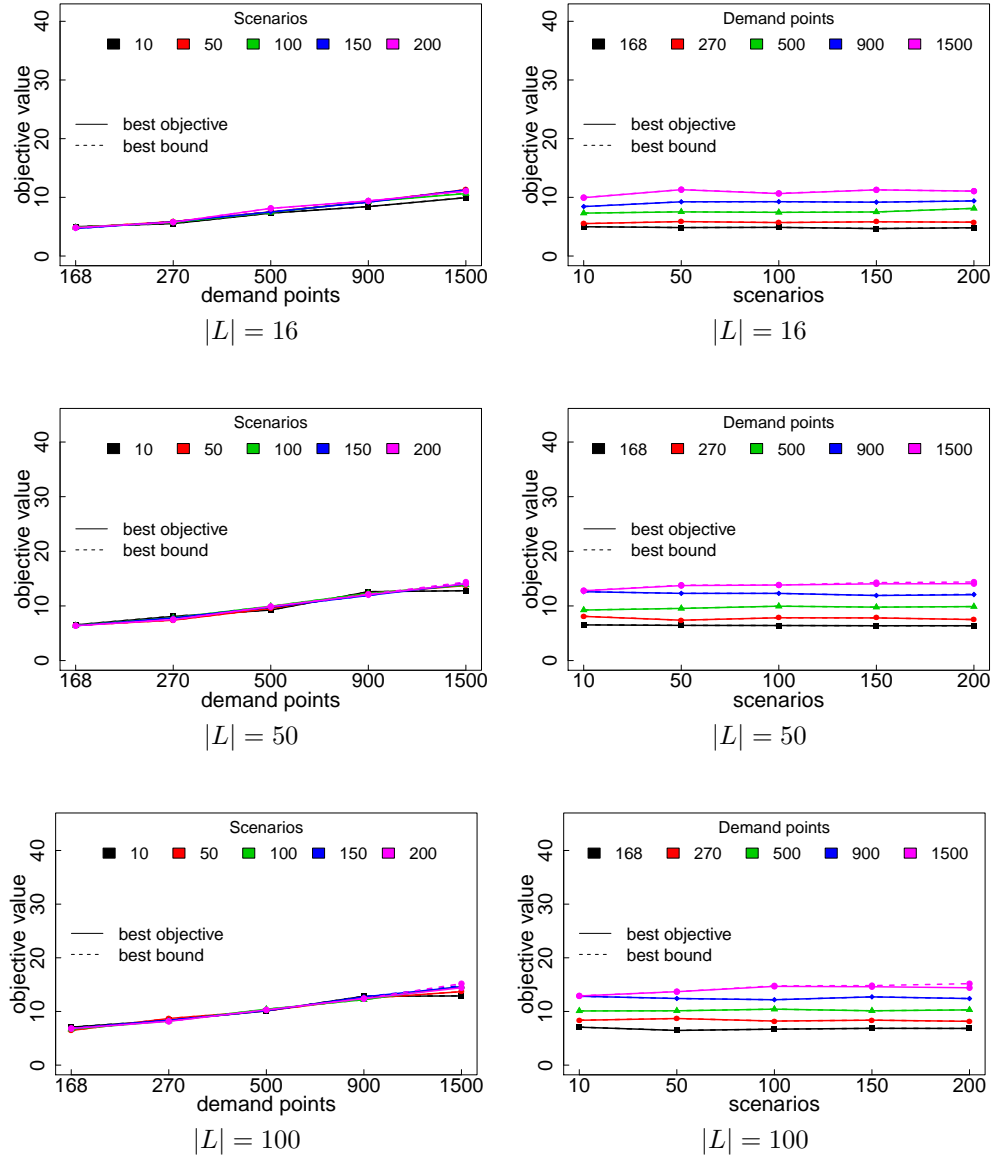 Scenarios
10 50 100 150 200
best objective
best bound
objective value
0 10 20 30 40
168 270 500 900 1500
demand points
|L| = 16
Demand points
168 270 500 900 1500
best objective
best bound
objective value
0 10 20 30 40
10 50 100 150 200
scenarios
|L| = 16
Scenarios
10 50 100 150 200
best objective
best bound
objective value
0 10 20 30 40
168 270 500 900 1500
demand points
|L| = 50
Demand points
168 270 500 900 1500
best objective
best bound
objective value
0 10 20 30 40
10 50 100 150 200
scenarios
|L| = 50
Scenarios
10 50 100 150 200
best objective
best bound
objective value
0 10 20 30 40
168 270 500 900 1500
demand points
|L| = 100
Demand points
168 270 500 900 1500
best objective
best bound
objective value
0 10 20 30 40
10 50 100 150 200
scenarios
|L| = 100